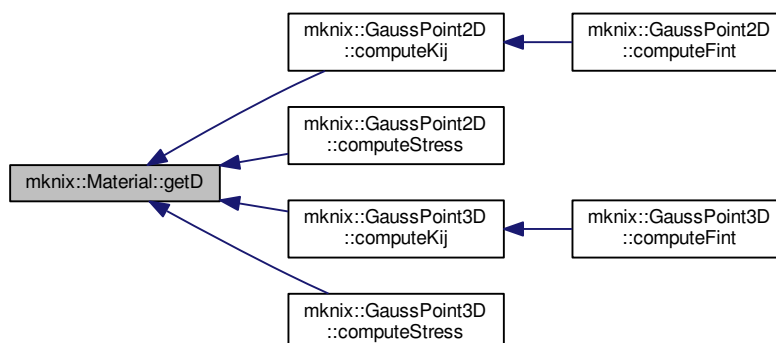 mknix::GaussPoint2D
::computeKij
mknix::GaussPoint2D
::computeFint
mknix::GaussPoint2D
::computeStress
mknix::Material::getD
mknix::GaussPoint3D
::computeKij
mknix::GaussPoint3D
::computeFint
mknix::GaussPoint3D
::computeStress